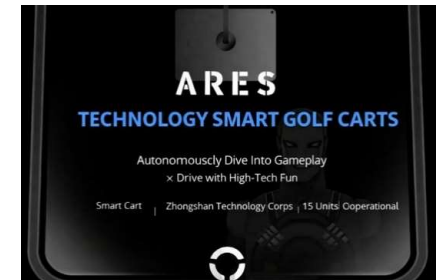 ARES
TECHNOLOGY SMART GOLF CARTS
Autonomouscly Dive Into Gameplay
× Drive with High-Tech Fun
Smart Cart | Zhongshan Technology Corps | 15 Units Ooperational